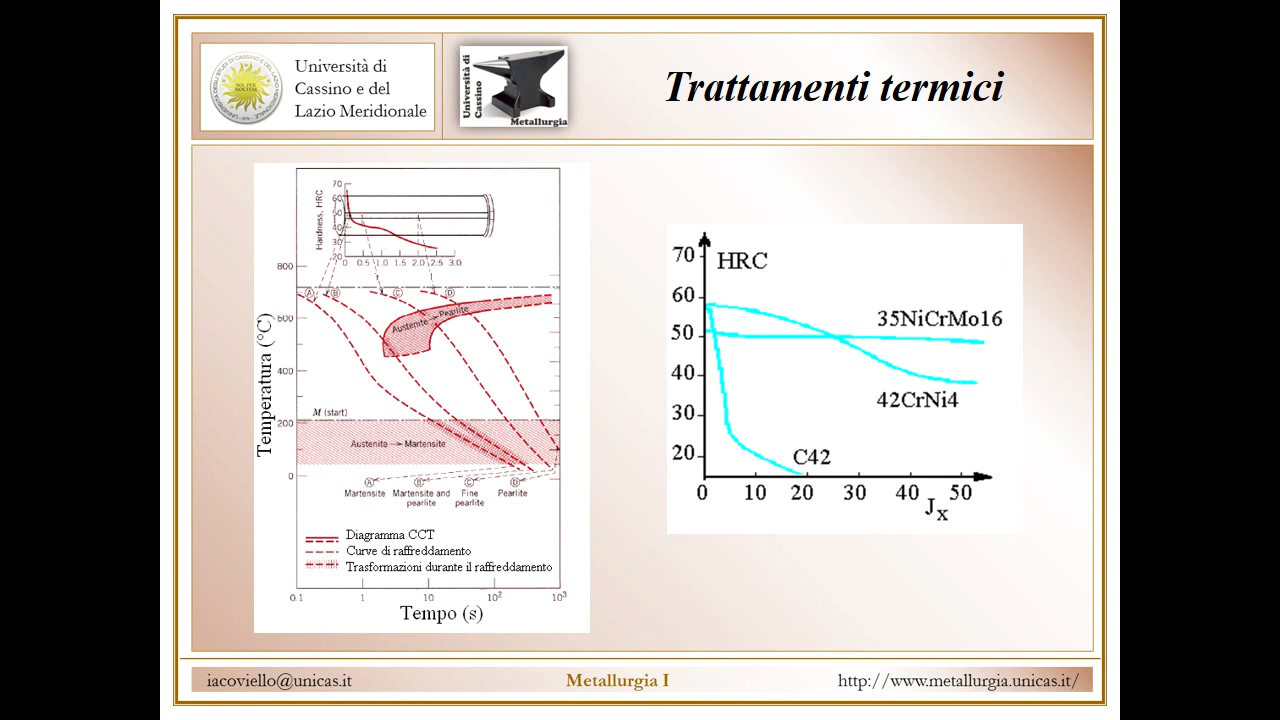 Università di
Cassino e del
Lazio Meridionale
Università di
Cassino
Metallurgia
Trattamenti termici
Hardness, HRC
70
60
50
40
30
20
0 0.5 1.0 1.5 2.0 2.5 3.0
Temperatura (°C)
800
600
400
200
0
A B C D
Austenite → Pearlite
M (start)
Austenite → Martensite
A B C D
Martensite Martensite and pearlite Fine pearlite Pearlite
Diagramma CCT
Curve di raffreddamento
Trasformazioni durante il raffreddamento
0.1 1 10 10² 10³
Tempo (s)
HRC
70
60
50
40
30
20
35NiCrMo16
42CrNi4
C42
0 10 20 30 40 50
Jx
iacoviello@unicas.it
Metallurgia I
http://www.metallurgia.unicas.it/